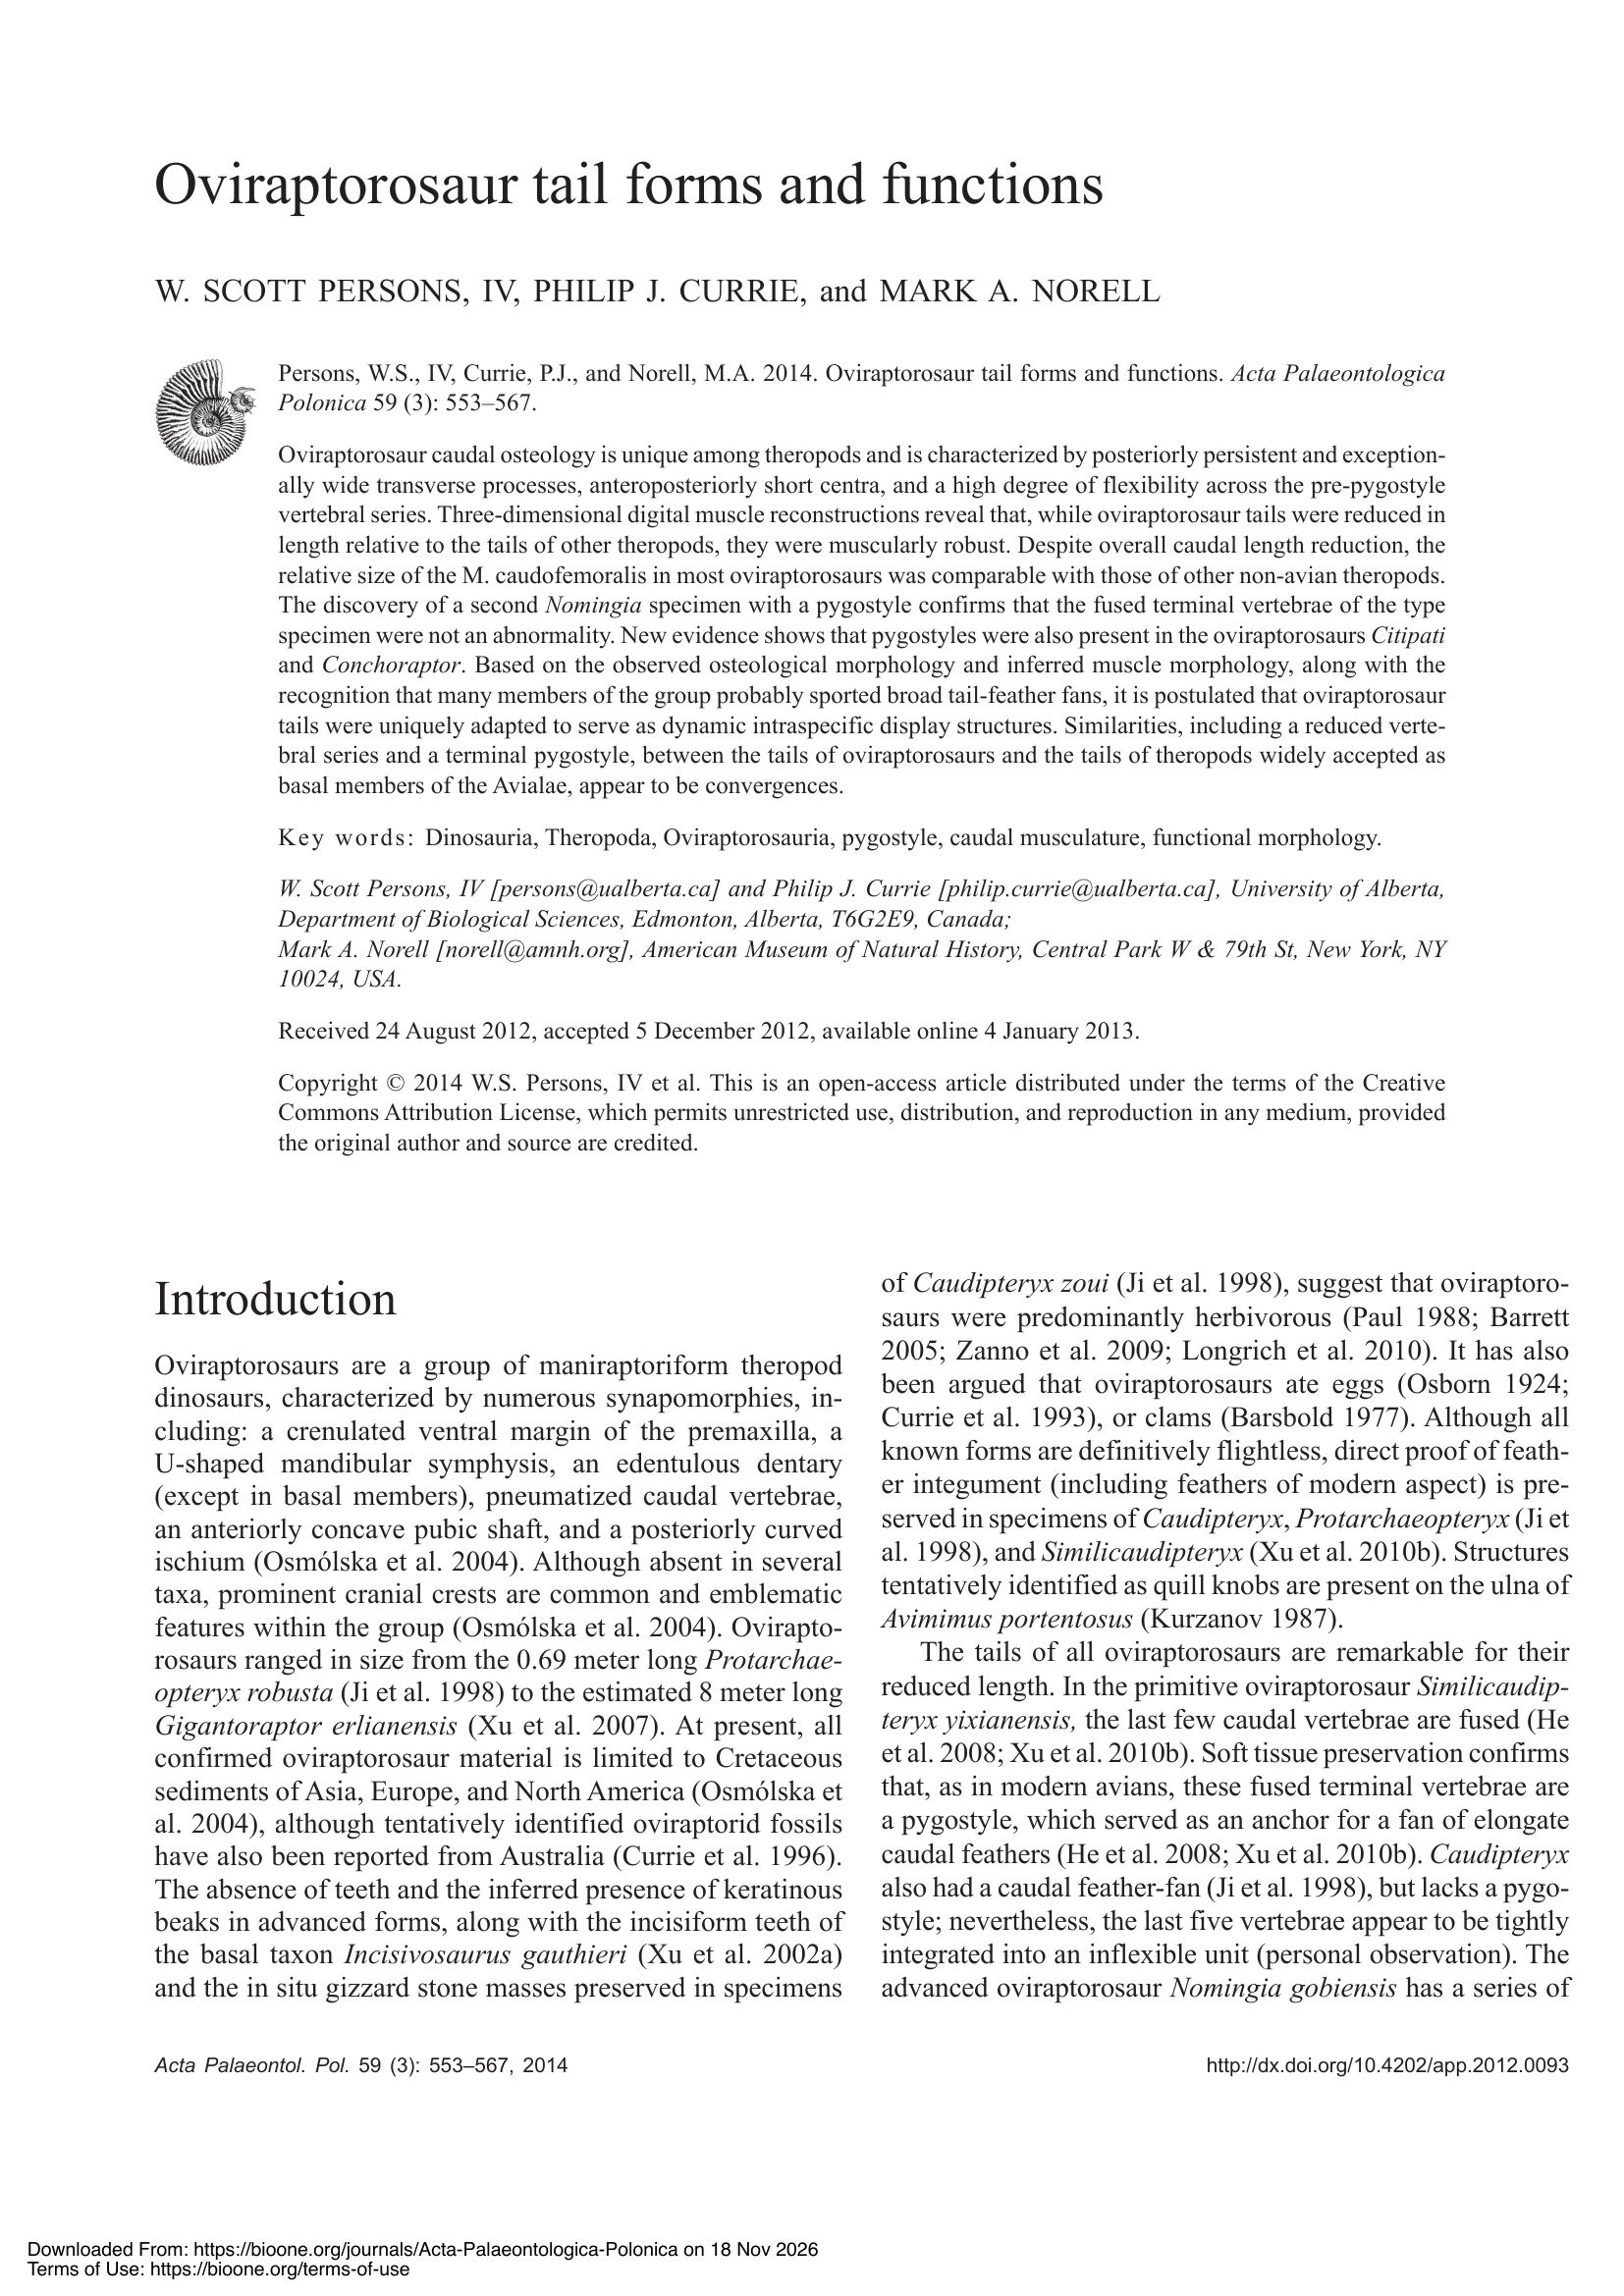 Oviraptorosaur tail forms and functions
W. SCOTT PERSONS, IV, PHILIP J. CURRIE, and MARK A. NORELL
Persons, W.S., IV, Currie, P.J., and Norell, M.A. 2014. Oviraptorosaur tail forms and functions. Acta Palaeontologica
Polonica 59 (3): 553–567.
Oviraptorosaur caudal osteology is unique among theropods and is characterized by posteriorly persistent and exception-
ally wide transverse processes, anteroposteriorly short centra, and a high degree of flexibility across the pre-pygostyle
vertebral series. Three-dimensional digital muscle reconstructions reveal that, while oviraptorosaur tails were reduced in
length relative to the tails of other theropods, they were muscularly robust. Despite overall caudal length reduction, the
relative size of the M. caudofemoralis in most oviraptorosaurs was comparable with those of other non-avian theropods.
The discovery of a second Nomingia specimen with a pygostyle confirms that the fused terminal vertebrae of the type
specimen were not an abnormality. New evidence shows that pygostyles were also present in the oviraptorosaurs Citipati
and Conchoraptor. Based on the observed osteological morphology and inferred muscle morphology, along with the
recognition that many members of the group probably sported broad tail-feather fans, it is postulated that oviraptorosaur
tails were uniquely adapted to serve as dynamic intraspecific display structures. Similarities, including a reduced verte-
bral series and a terminal pygostyle, between the tails of oviraptorosaurs and the tails of theropods widely accepted as
basal members of the Avialae, appear to be convergences.
Key words: Dinosauria, Theropoda, Oviraptorosauria, pygostyle, caudal musculature, functional morphology.
W. Scott Persons, IV [persons@ualberta.ca] and Philip J. Currie [philip.currie@ualberta.ca], University of Alberta,
Department of Biological Sciences, Edmonton, Alberta, T6G2E9, Canada;
Mark A. Norell [norell@amnh.org], American Museum of Natural History, Central Park W & 79th St, New York, NY
10024, USA.
Received 24 August 2012, accepted 5 December 2012, available online 4 January 2013.
Copyright © 2014 W.S. Persons, IV et al. This is an open-access article distributed under the terms of the Creative
Commons Attribution License, which permits unrestricted use, distribution, and reproduction in any medium, provided
the original author and source are credited.
Introduction
Oviraptorosaurs are a group of maniraptoriform theropod
dinosaurs, characterized by numerous synapomorphies, in-
cluding: a crenulated ventral margin of the premaxilla, a
U-shaped mandibular symphysis, an edentulous dentary
(except in basal members), pneumatized caudal vertebrae,
an anteriorly concave pubic shaft, and a posteriorly curved
ischium (Osmólska et al. 2004). Although absent in several
taxa, prominent cranial crests are common and emblematic
features within the group (Osmólska et al. 2004). Ovirapto-
rosaurs ranged in size from the 0.69 meter long Protarchae-
opteryx robusta (Ji et al. 1998) to the estimated 8 meter long
Gigantoraptor erlianensis (Xu et al. 2007). At present, all
confirmed oviraptorosaur material is limited to Cretaceous
sediments of Asia, Europe, and North America (Osmólska et
al. 2004), although tentatively identified oviraptorid fossils
have also been reported from Australia (Currie et al. 1996).
The absence of teeth and the inferred presence of keratinous
beaks in advanced forms, along with the incisiform teeth of
the basal taxon Incisivosaurus gauthieri (Xu et al. 2002a)
and the in situ gizzard stone masses preserved in specimens
of Caudipteryx zoui (Ji et al. 1998), suggest that oviraptoro-
saurs were predominantly herbivorous (Paul 1988; Barrett
2005; Zanno et al. 2009; Longrich et al. 2010). It has also
been argued that oviraptorosaurs ate eggs (Osborn 1924;
Currie et al. 1993), or clams (Barsbold 1977). Although all
known forms are definitively flightless, direct proof of feath-
er integument (including feathers of modern aspect) is pre-
served in specimens of Caudipteryx, Protarchaeopteryx (Ji et
al. 1998), and Similicaudipteryx (Xu et al. 2010b). Structures
tentatively identified as quill knobs are present on the ulna of
Avimimus portentosus (Kurzanov 1987).
The tails of all oviraptorosaurs are remarkable for their
reduced length. In the primitive oviraptorosaur Similicaudip-
teryx yixianensis, the last few caudal vertebrae are fused (He
et al. 2008; Xu et al. 2010b). Soft tissue preservation confirms
that, as in modern avians, these fused terminal vertebrae are
a pygostyle, which served as an anchor for a fan of elongate
caudal feathers (He et al. 2008; Xu et al. 2010b). Caudipteryx
also had a caudal feather-fan (Ji et al. 1998), but lacks a pygo-
style; nevertheless, the last five vertebrae appear to be tightly
integrated into an inflexible unit (personal observation). The
advanced oviraptorosaur Nomingia gobiensis has a series of
Acta Palaeontol. Pol. 59 (3): 553–567, 2014
http://dx.doi.org/10.4202/app.2012.0093
Downloaded From: https://bioone.org/journals/Acta-Palaeontologica-Polonica on 18 Nov 2026
Terms of Use: https://bioone.org/terms-of-use